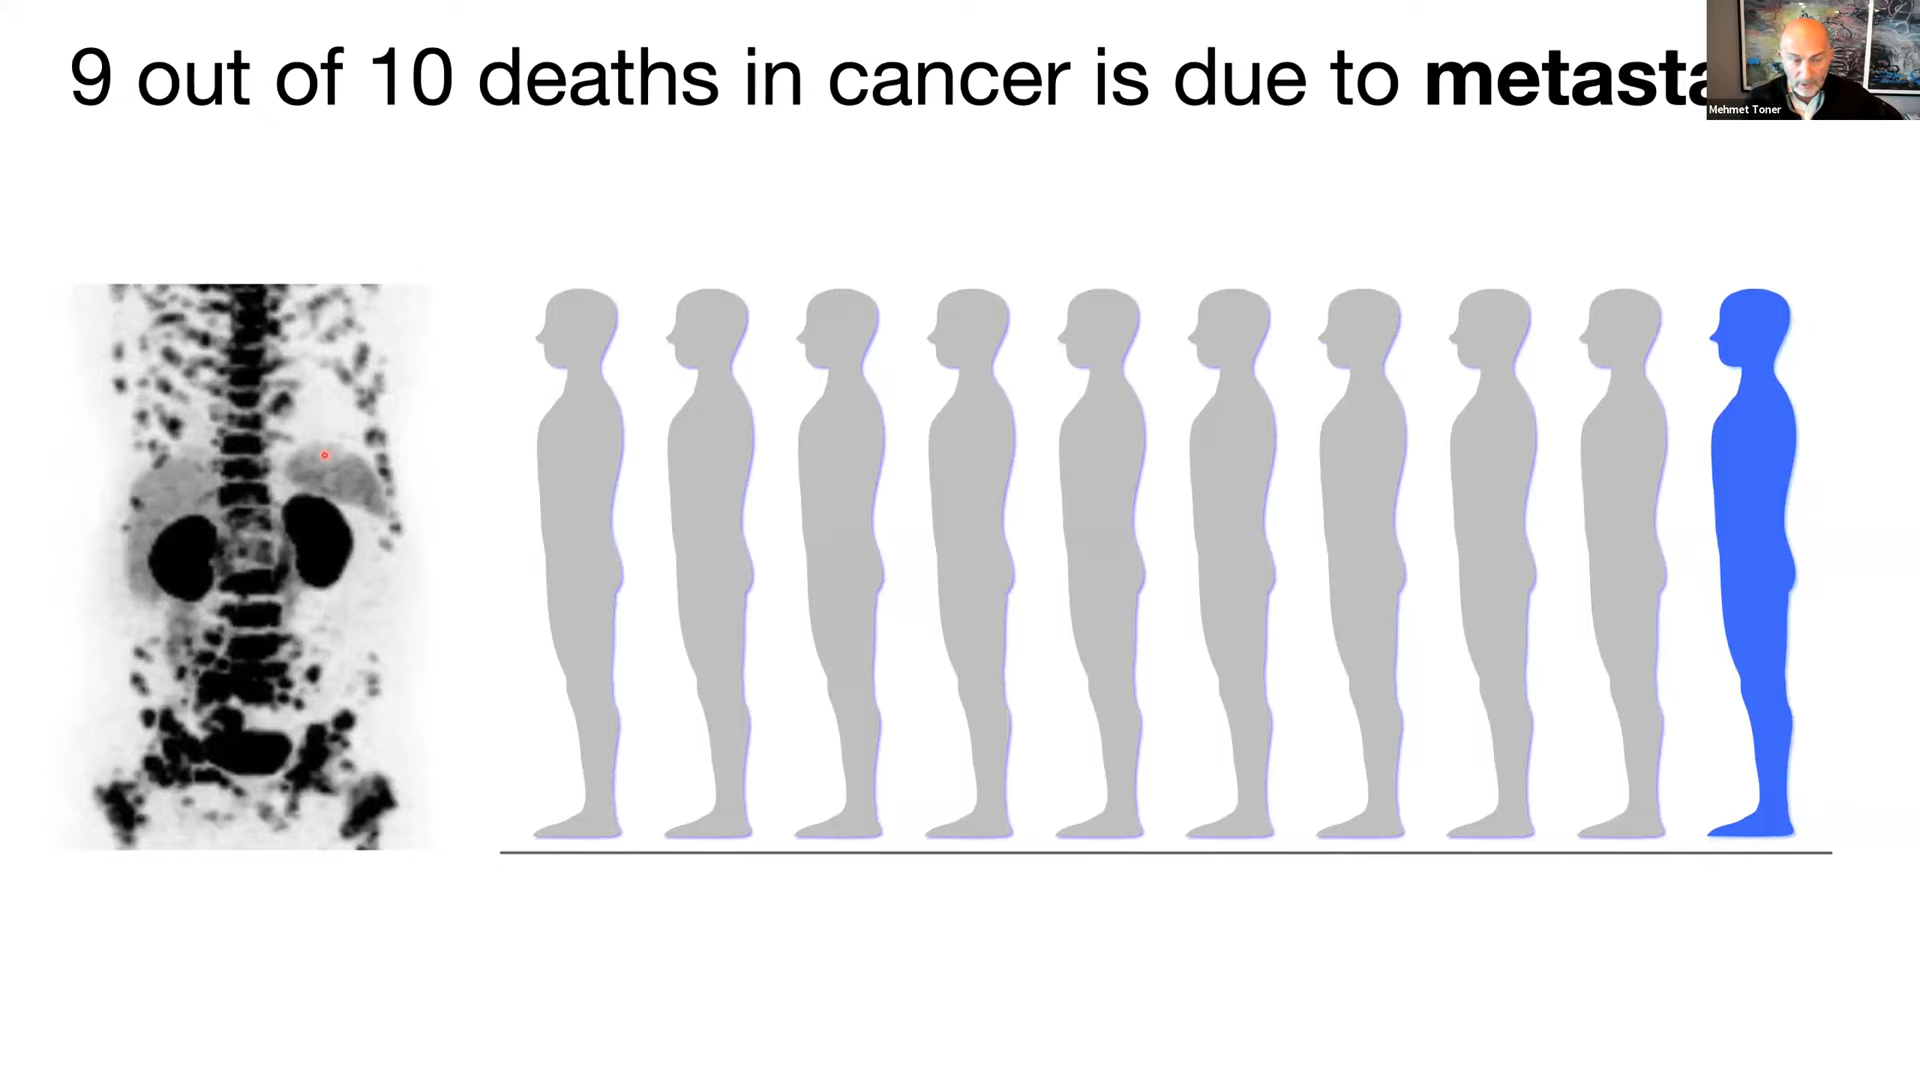 9 out of 10 deaths in cancer is due to metasta
Mehmet Toner